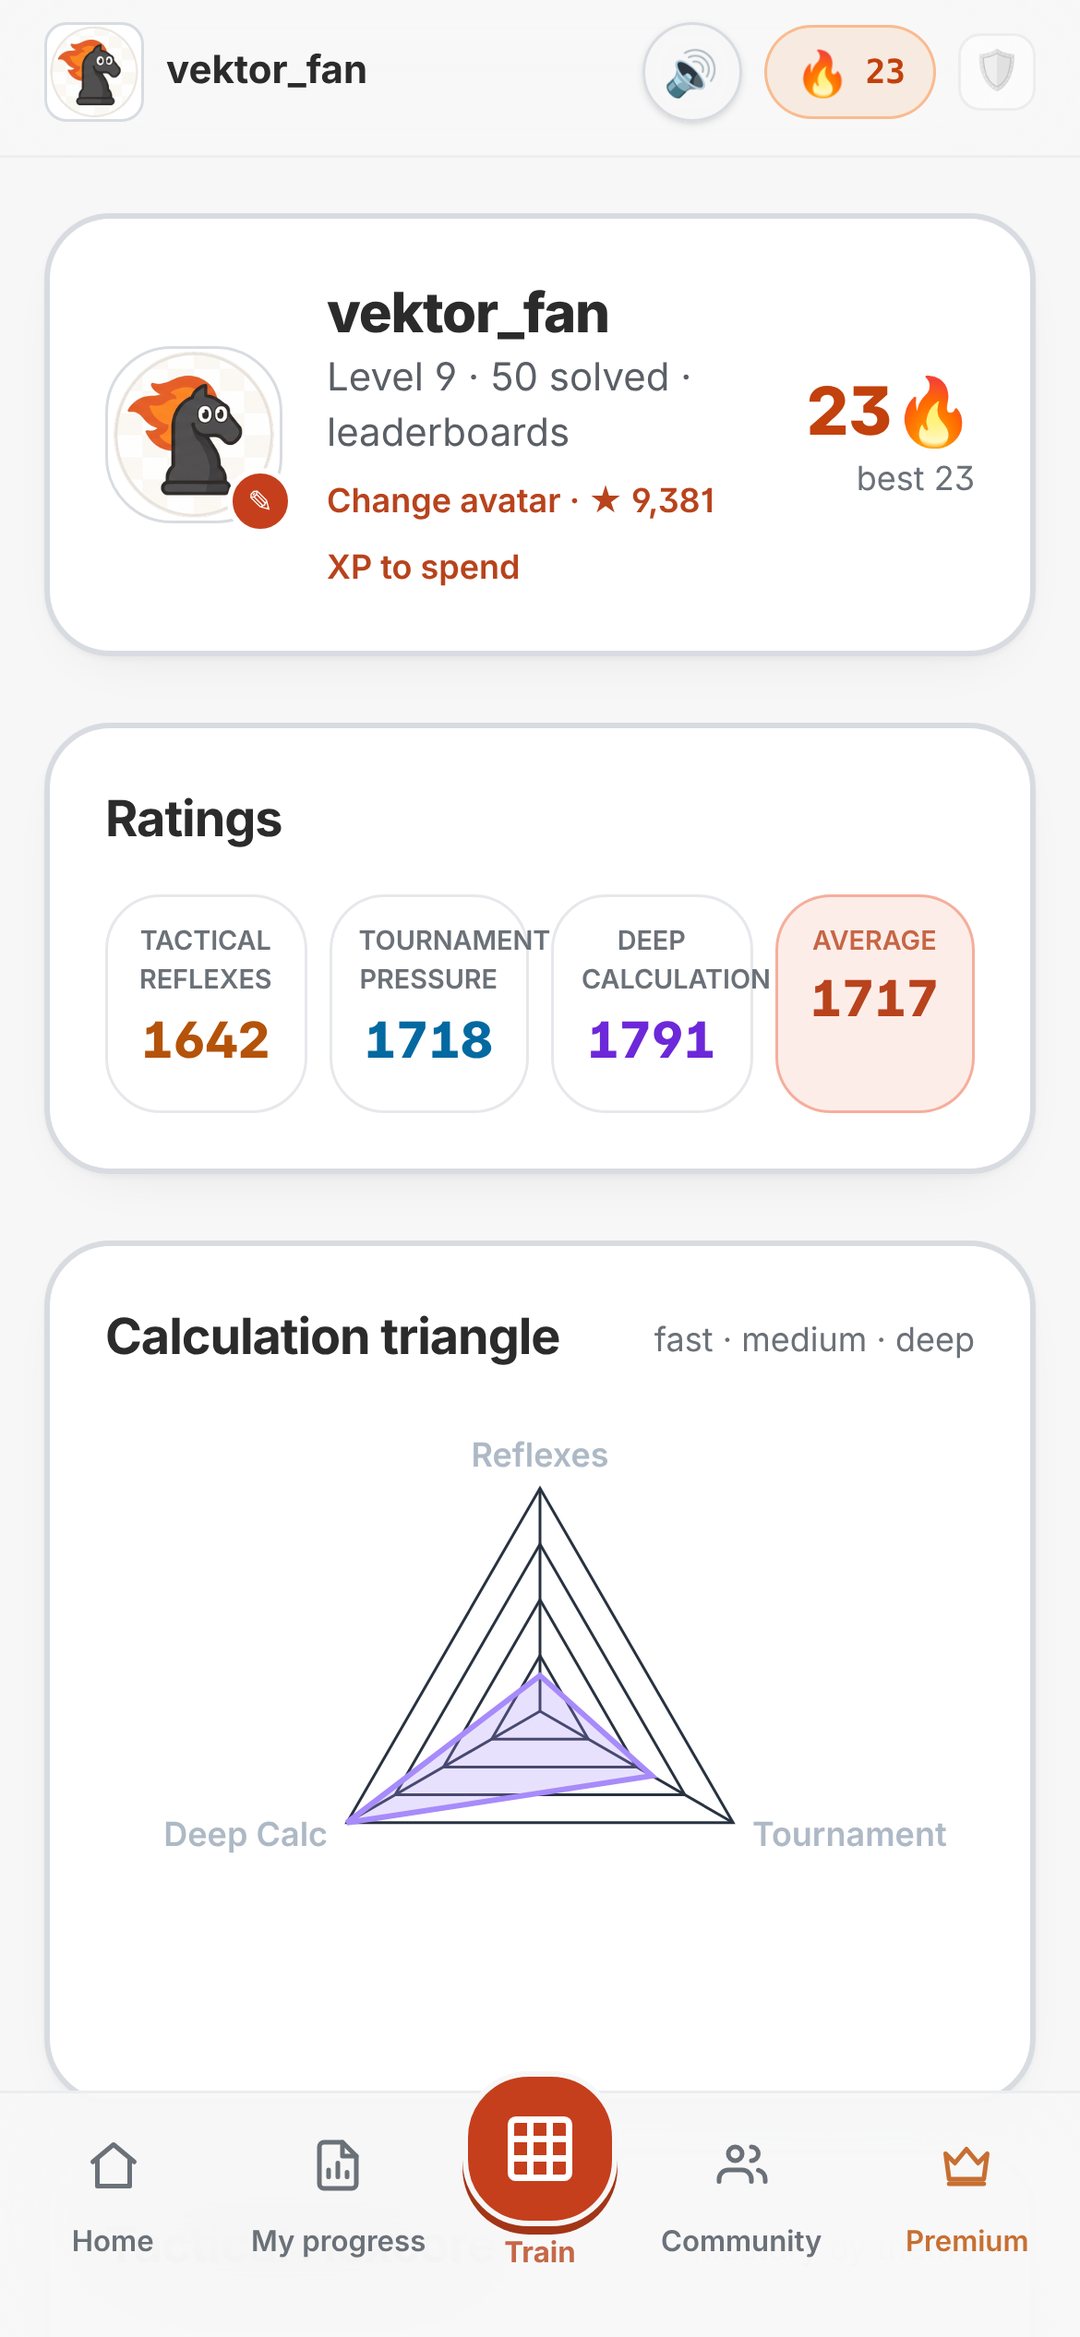 vektor_fan
23
vektor_fan
Level 9 · 50 solved ·
leaderboards
Change avatar · ★ 9,381
XP to spend
23
best 23
Ratings
TACTICAL
REFLEXES
1642
TOURNAMENT
PRESSURE
1718
DEEP
CALCULATION
1791
AVERAGE
1717
Calculation triangle
fast · medium · deep
Reflexes
Deep Calc
Tournament
Home
My progress
Train
Community
Premium